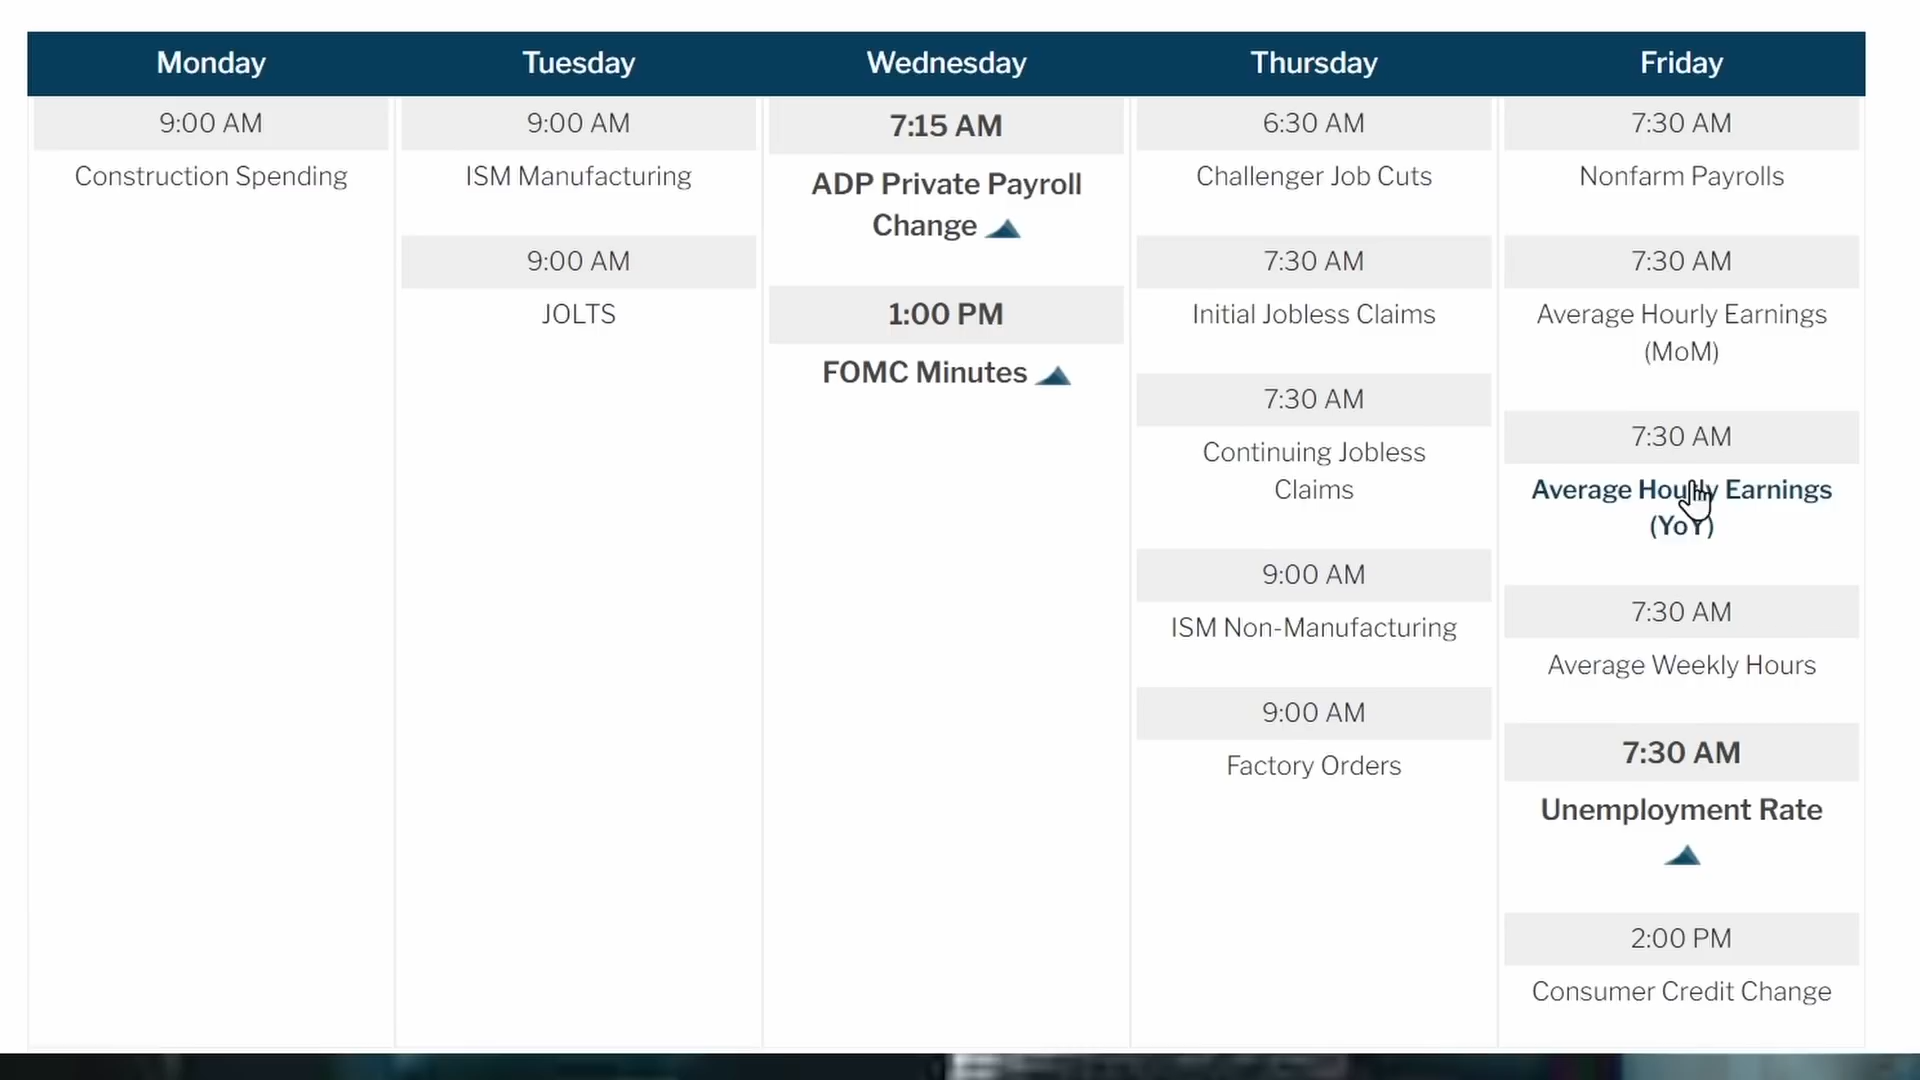 Monday
9:00 AM
Construction Spending
Tuesday
9:00 AM
ISM Manufacturing
9:00 AM
JOLTS
Wednesday
7:15 AM
ADP Private Payroll
Change
1:00 PM
FOMC Minutes
Thursday
6:30 AM
Challenger Job Cuts
7:30 AM
Initial Jobless Claims
7:30 AM
Continuing Jobless
Claims
9:00 AM
ISM Non-Manufacturing
9:00 AM
Factory Orders
Friday
7:30 AM
Nonfarm Payrolls
7:30 AM
Average Hourly Earnings
(MoM)
7:30 AM
Average Hourly Earnings
(YoY)
7:30 AM
Average Weekly Hours
7:30 AM
Unemployment Rate
2:00 PM
Consumer Credit Change